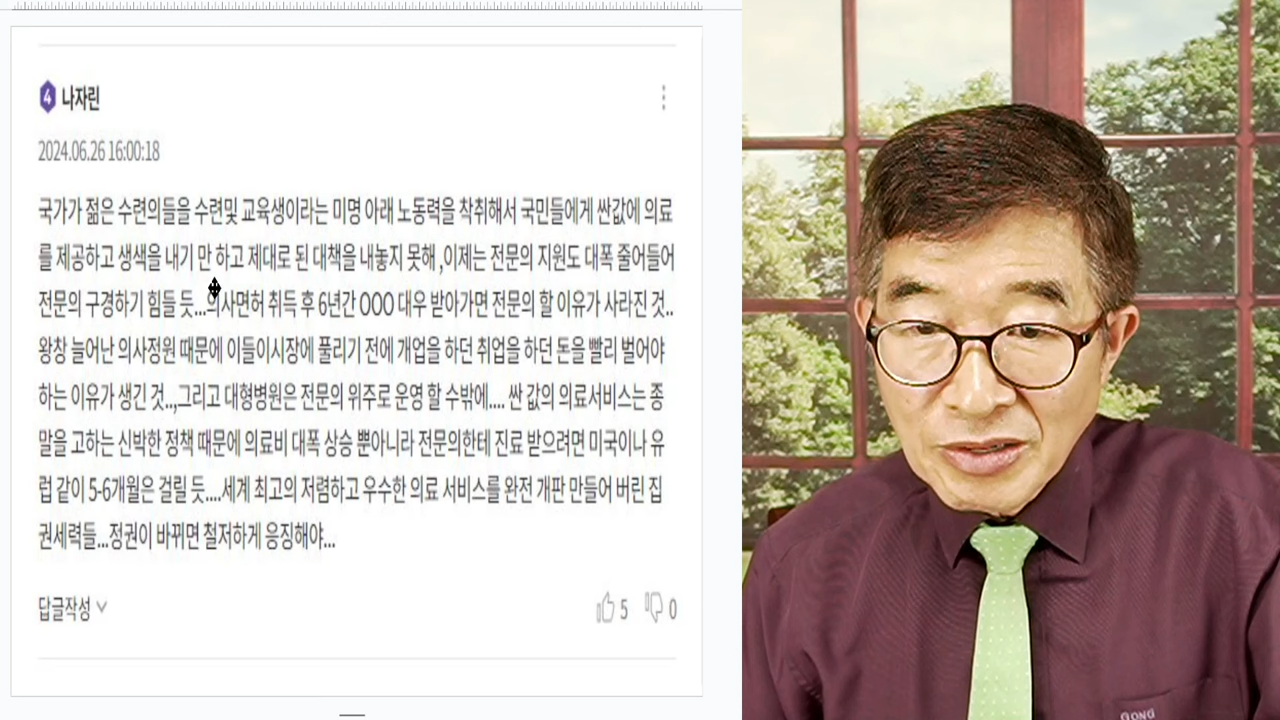 4 나자린
2024.06.26 16:00:18
국가가 젊은 수련의들을 수련및 교육생이라는 미명 아래 노동력을 착취해서 국민들에게 싼값에 의료
를 제공하고 생색을 내기 만 하고 제대로 된 대책을 내놓지 못해 ,이제는 전문의 지원도 대폭 줄어들어
전문의 구경하기 힘들 듯...의사면허 취득 후 6년간 OOO 대우 받아가면 전문의 할 이유가 사라진 것..
왕창 늘어난 의사정원 때문에 이들이시장에 풀리기 전에 개업을 하던 취업을 하던 돈을 빨리 벌어야
하는 이유가 생긴 것..,그리고 대형병원은 전문의 위주로 운영 할 수밖에.... 싼 값의 의료서비스는 종
말을 고하는 신박한 정책 때문에 의료비 대폭 상승 뿐아니라 전문의한테 진료 받으려면 미국이나 유
럽 같이 5-6개월은 걸릴 듯....세계 최고의 저렴하고 우수한 의료 서비스를 완전 개판 만들어 버린 집
권세력들...정권이 바뀌면 철저하게 응징해야...
답글작성
5 0
GONG